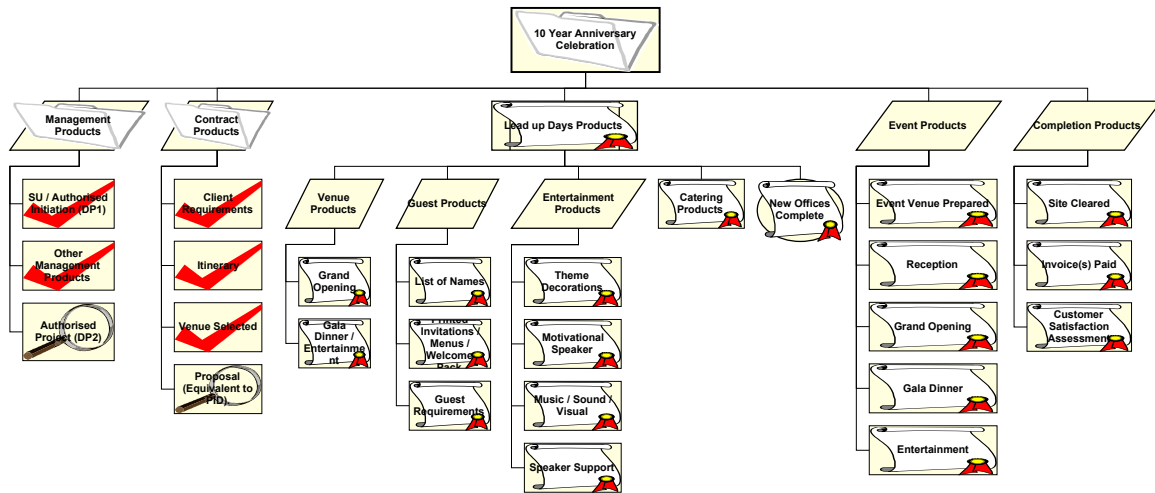 10 Year Anniversary
Celebration
Management
Products
Contract
Products
Lead up Days Products
Event Products
Completion Products
SU / Authorised
Initiation (DP1)
Other
Management
Products
Authorised
Project (DP2)
Client
Requirements
Itinerary
Venue Selected
Proposal
(Equivalent to
PID)
Venue
Products
Guest Products
Entertainment
Products
Catering
Products
New Offices
Complete
Grand
Opening
Gala
Dinner /
Entertainme
nt
List of Names
Printed
Invitations /
Menus /
Welcome
Pack
Guest
Requirements
Theme
Decorations
Motivational
Speaker
Music / Sound /
Visual
Speaker Support
Event Venue Prepared
Reception
Grand Opening
Gala Dinner
Entertainment
Site Cleared
Invoice(s) Paid
Customer
Satisfaction
Assessment